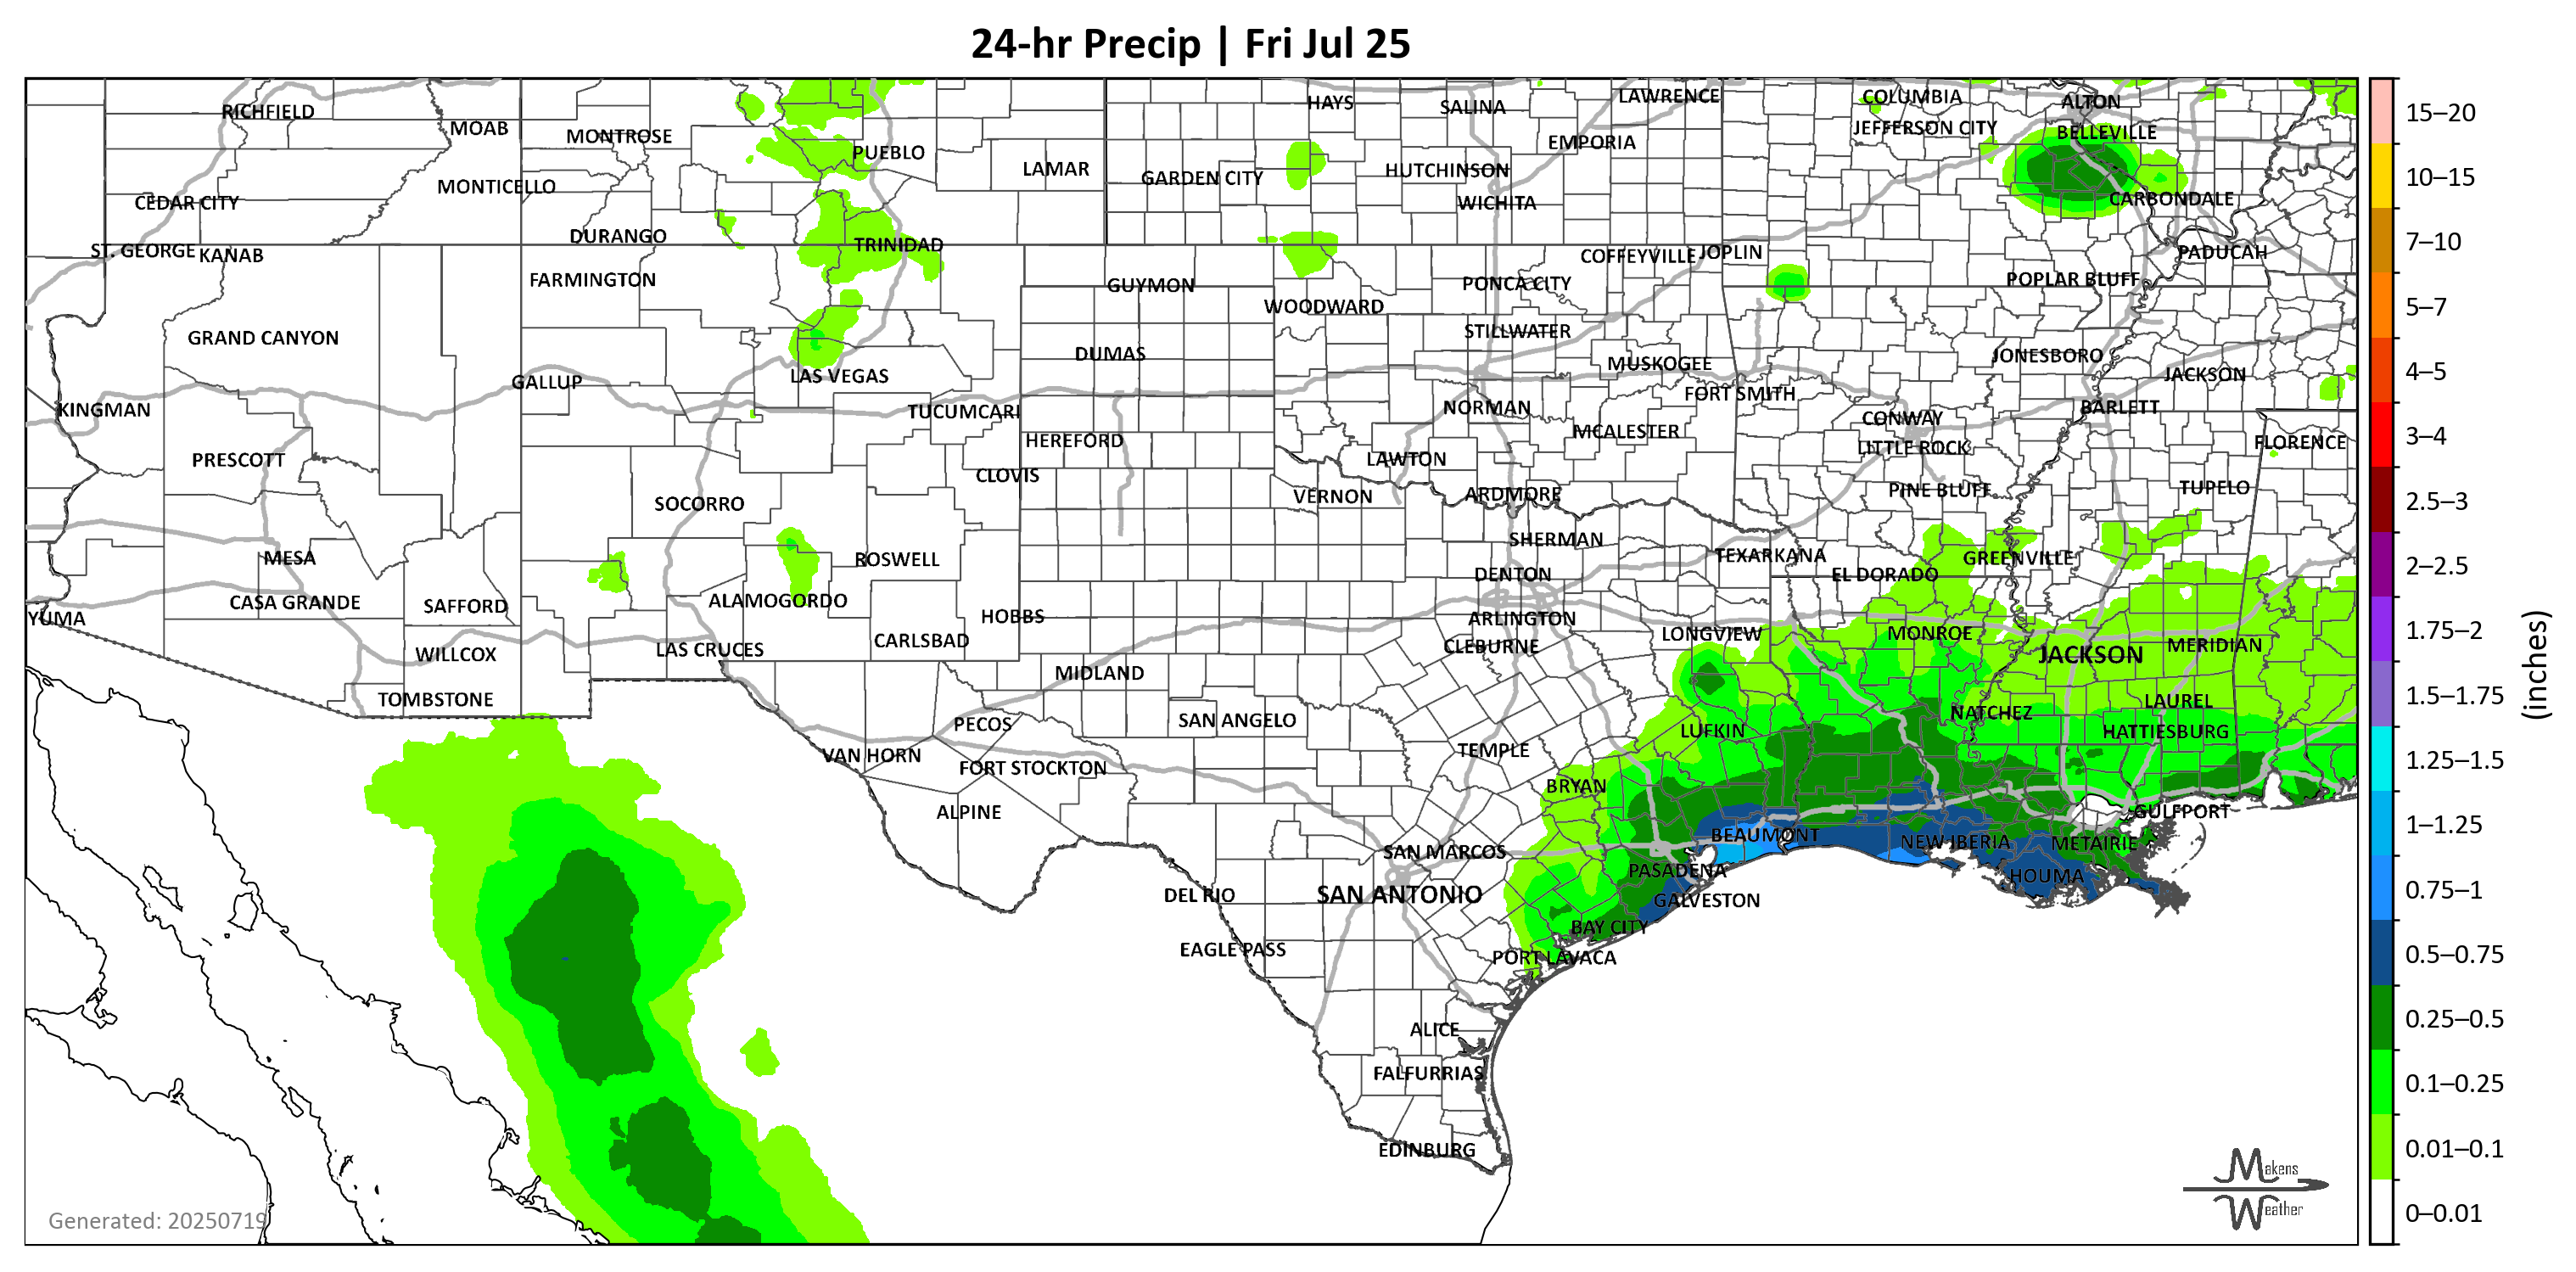 24-hr Precip | Fri Jul 25
RICHFIELD
MOAB
MONTROSE
PUEBLO
LAMAR
HAYS
SALINA
LAWRENCE
COLUMBIA
ALTON
JEFFERSON CITY
BELLEVILLE
EMPORIA
HUTCHINSON
GARDEN CITY
WICHITA
CARBONDALE
MONTICELLO
CEDAR CITY
DURANGO
TRINIDAD
ST. GEORGE
KANAB
COFFEYVILLE
JOPLIN
PADUCAH
FARMINGTON
GUYMON
PONCA CITY
POPLAR BLUFF
WOODWARD
GRAND CANYON
STILLWATER
DUMAS
JONESBORO
MUSKOGEE
JACKSON
LAS VEGAS
GALLUP
FORT SMITH
KINGMAN
TUCUMCARI
NORMAN
BARLETT
CONWAY
MCALESTER
HEREFORD
FLORENCE
LITTLE ROCK
PRESCOTT
LAWTON
CLOVIS
TUPELO
PINE BLUFF
VERNON
ARDMORE
SOCORRO
SHERMAN
MESA
ROSWELL
TEXARKANA
GREENVILLE
DENTON
EL DORADO
CASA GRANDE
SAFFORD
ALAMOGORDO
HOBBS
YUMA
ARLINGTON
LONGVIEW
MONROE
CARLSBAD
CLEBURNE
MERIDIAN
WILLCOX
LAS CRUCES
JACKSON
MIDLAND
TOMBSTONE
LAUREL
NATCHEZ
PECOS
SAN ANGELO
LUFKIN
HATTIESBURG
VAN HORN
TEMPLE
FORT STOCKTON
BRYAN
ALPINE
GULFPORT
BEAUMONT
NEW IBERIA
METAIRIE
SAN MARCOS
PASADENA
HOUMA
DEL RIO
SAN ANTONIO
GALVESTON
BAY CITY
EAGLE PASS
PORT LAVACA
ALICE
FALFURRIAS
EDINBURG
Generated: 20250719
Makens
Weather
15–20
10–15
7–10
5–7
4–5
3–4
2.5–3
2–2.5
1.75–2
1.5–1.75
1.25–1.5
1–1.25
0.75–1
0.5–0.75
0.25–0.5
0.1–0.25
0.01–0.1
0–0.01
(inches)